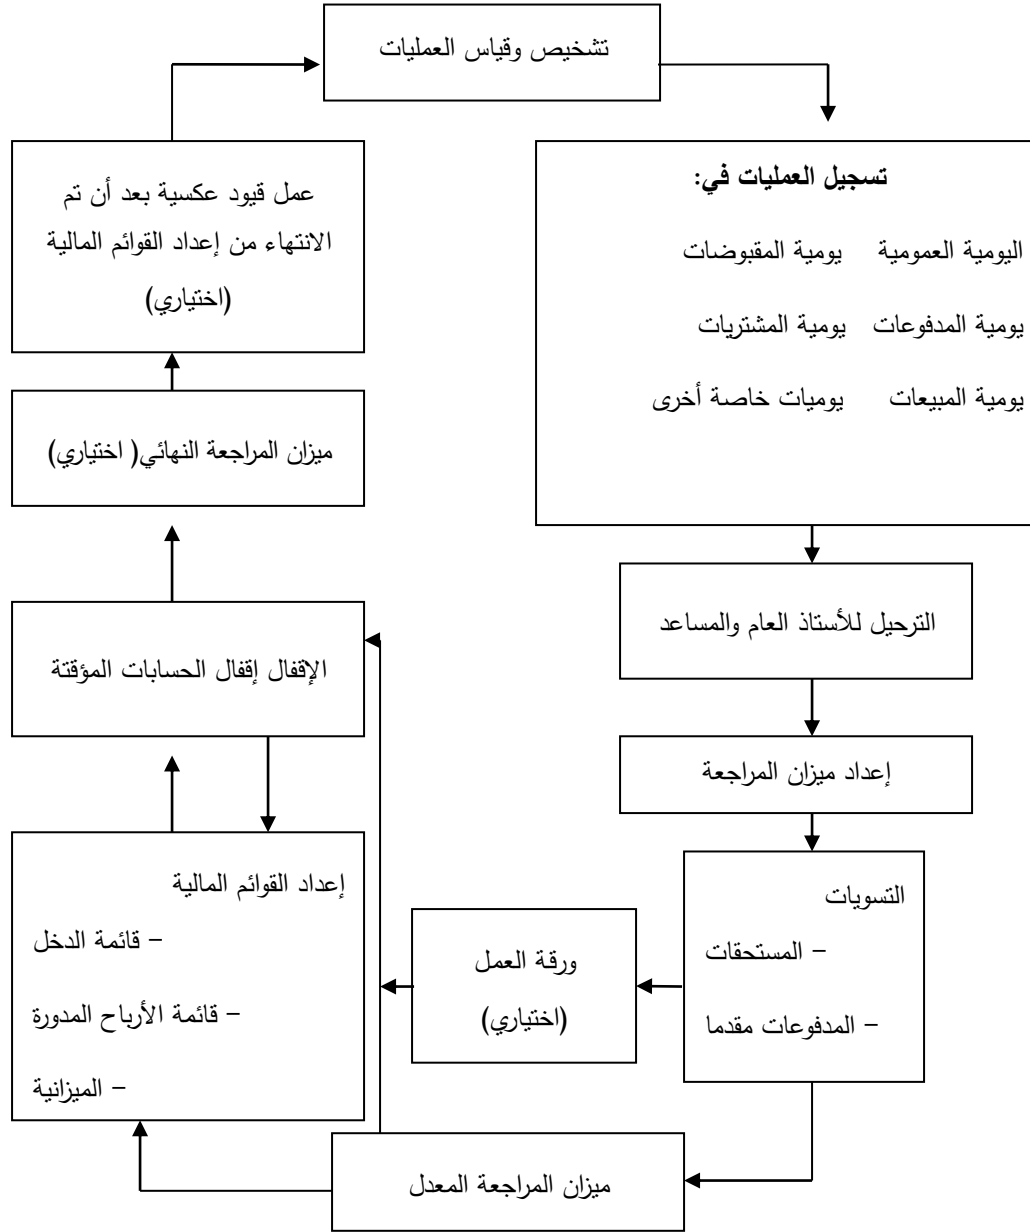 تشخيص وقياس العمليات
تسجيل العمليات في:
اليومية العمومية يومية المقبوضات
يومية المدفوعات يومية المشتريات
يومية المبيعات يوميات خاصة أخرى
الترحيل للأستاذ العام والمساعد
إعداد ميزان المراجعة
التسويات
– المستحقات
– المدفوعات مقدما
ورقة العمل
(اختياري)
ميزان المراجعة المعدل
إعداد القوائم المالية
– قائمة الدخل
– قائمة الأرباح المدورة
– الميزانية
الإقفال إقفال الحسابات المؤقتة
ميزان المراجعة النهائي( اختياري)
عمل قيود عكسية بعد أن تم
الانتهاء من إعداد القوائم المالية
(اختياري)